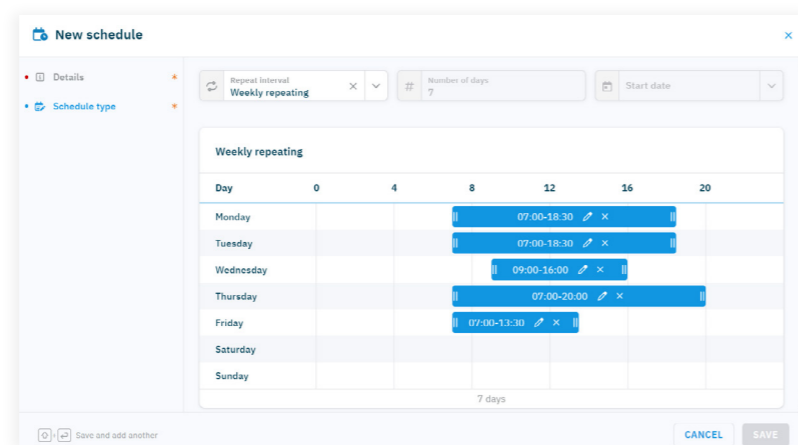 New schedule
Details *
Schedule type *
Repeat interval
Weekly repeating
Number of days
7
Start date
Weekly repeating
Day 0 4 8 12 16 20
Monday 07:00-18:30
Tuesday 07:00-18:30
Wednesday 09:00-16:00
Thursday 07:00-20:00
Friday 07:00-13:30
Saturday
Sunday
7 days
Save and add another
CANCEL SAVE